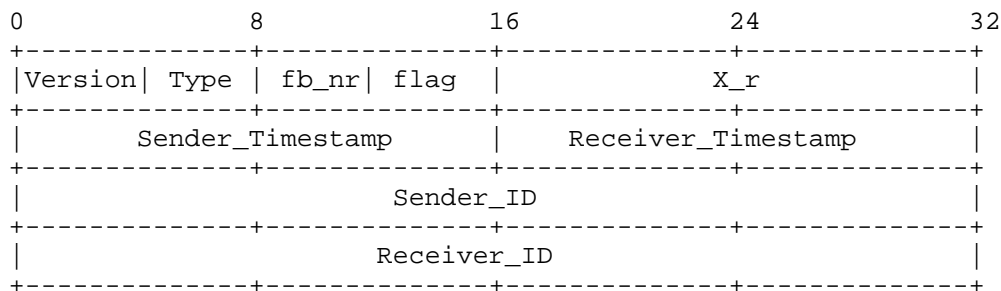 0 8 16 24 32
+--------------+--------------+--------------+--------------+
|Version| Type | fb_nr| flag | X_r |
+--------------+--------------+--------------+--------------+
| Sender_Timestamp | Receiver_Timestamp |
+--------------+--------------+--------------+--------------+
| Sender_ID |
+--------------+--------------+--------------+--------------+
| Receiver_ID |
+--------------+--------------+--------------+--------------+